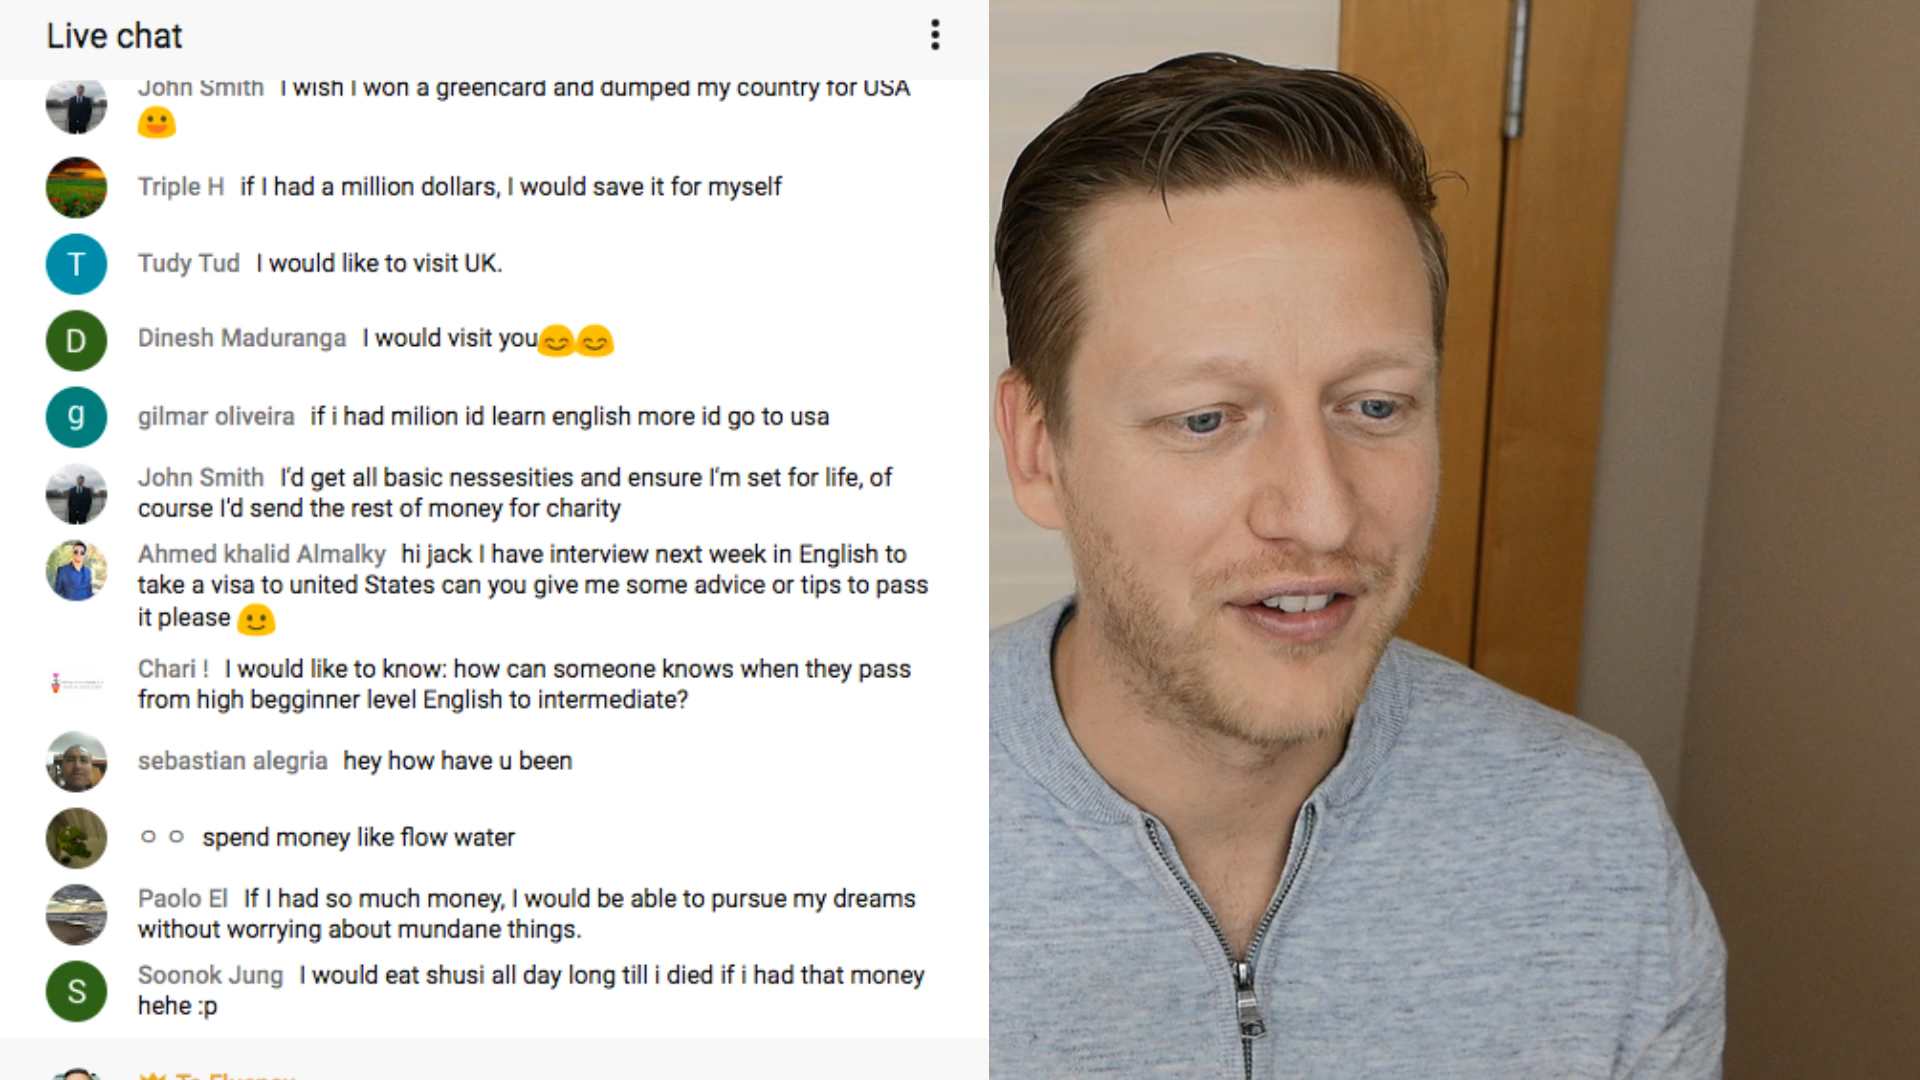 Live chat
John Smith I wish I won a greencard and dumped my country for USA
Triple H if I had a million dollars, I would save it for myself
T
Tudy Tud I would like to visit UK.
D
Dinesh Maduranga I would visit you
g
gilmar oliveira if i had milion id learn english more id go to usa
John Smith I'd get all basic nessesities and ensure I'm set for life, of
course I'd send the rest of money for charity
Ahmed khalid Almalky hi jack I have interview next week in English to
take a visa to united States can you give me some advice or tips to pass
it please
Chari ! I would like to know: how can someone knows when they pass
from high begginner level English to intermediate?
sebastian alegria hey how have u been
ㅇㅇ spend money like flow water
Paolo El If I had so much money, I would be able to pursue my dreams
without worrying about mundane things.
S
Soonok Jung I would eat shusi all day long till i died if i had that money
hehe :p
To Fluency